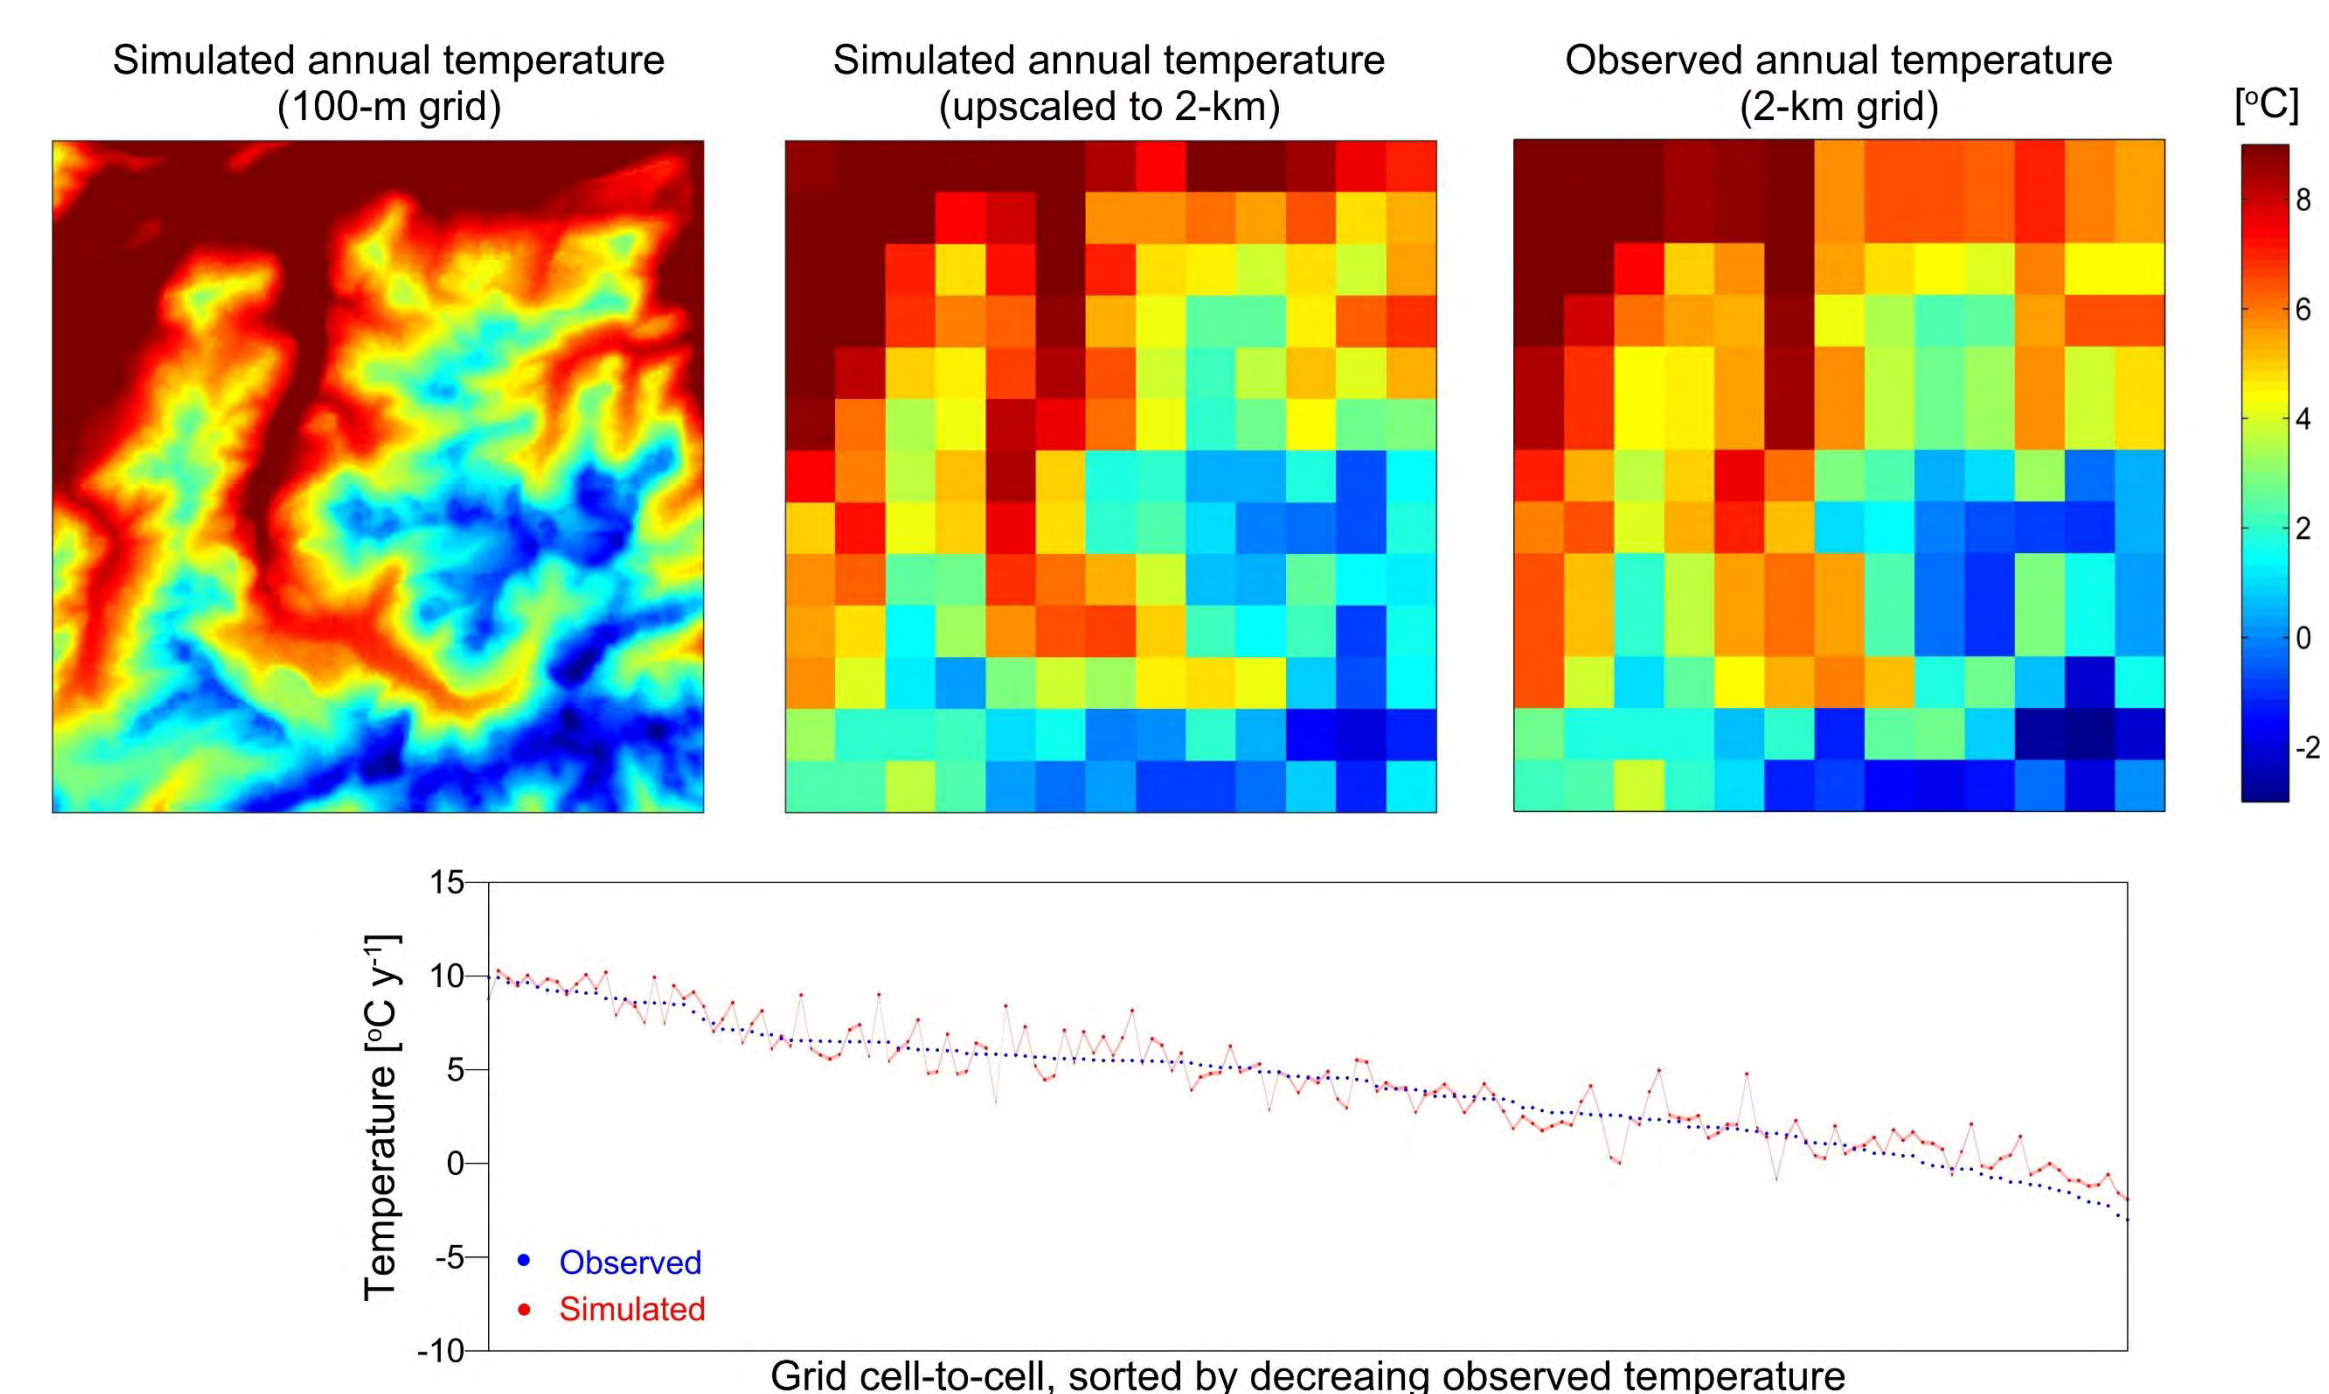 Simulated annual temperature
(100-m grid)
Simulated annual temperature
(upscaled to 2-km)
Observed annual temperature
(2-km grid)
[ºC]
8
6
4
2
0
-2
15
10
5
0
-5
-10
Temperature [ºC y⁻¹]
Observed
Simulated
Grid cell-to-cell, sorted by decreaing observed temperature